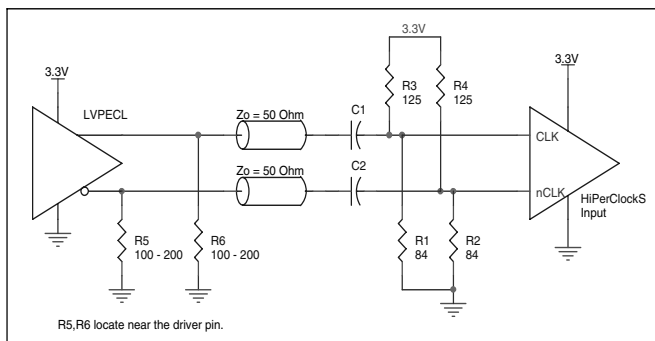 3.3V
3.3V
3.3V
LVPECL
R3
125
R4
125
Zo = 50 Ohm
C1
CLK
Zo = 50 Ohm
C2
nCLK
HiPerClockS
Input
R5
100 - 200
R6
100 - 200
R1
84
R2
84
R5,R6 locate near the driver pin.